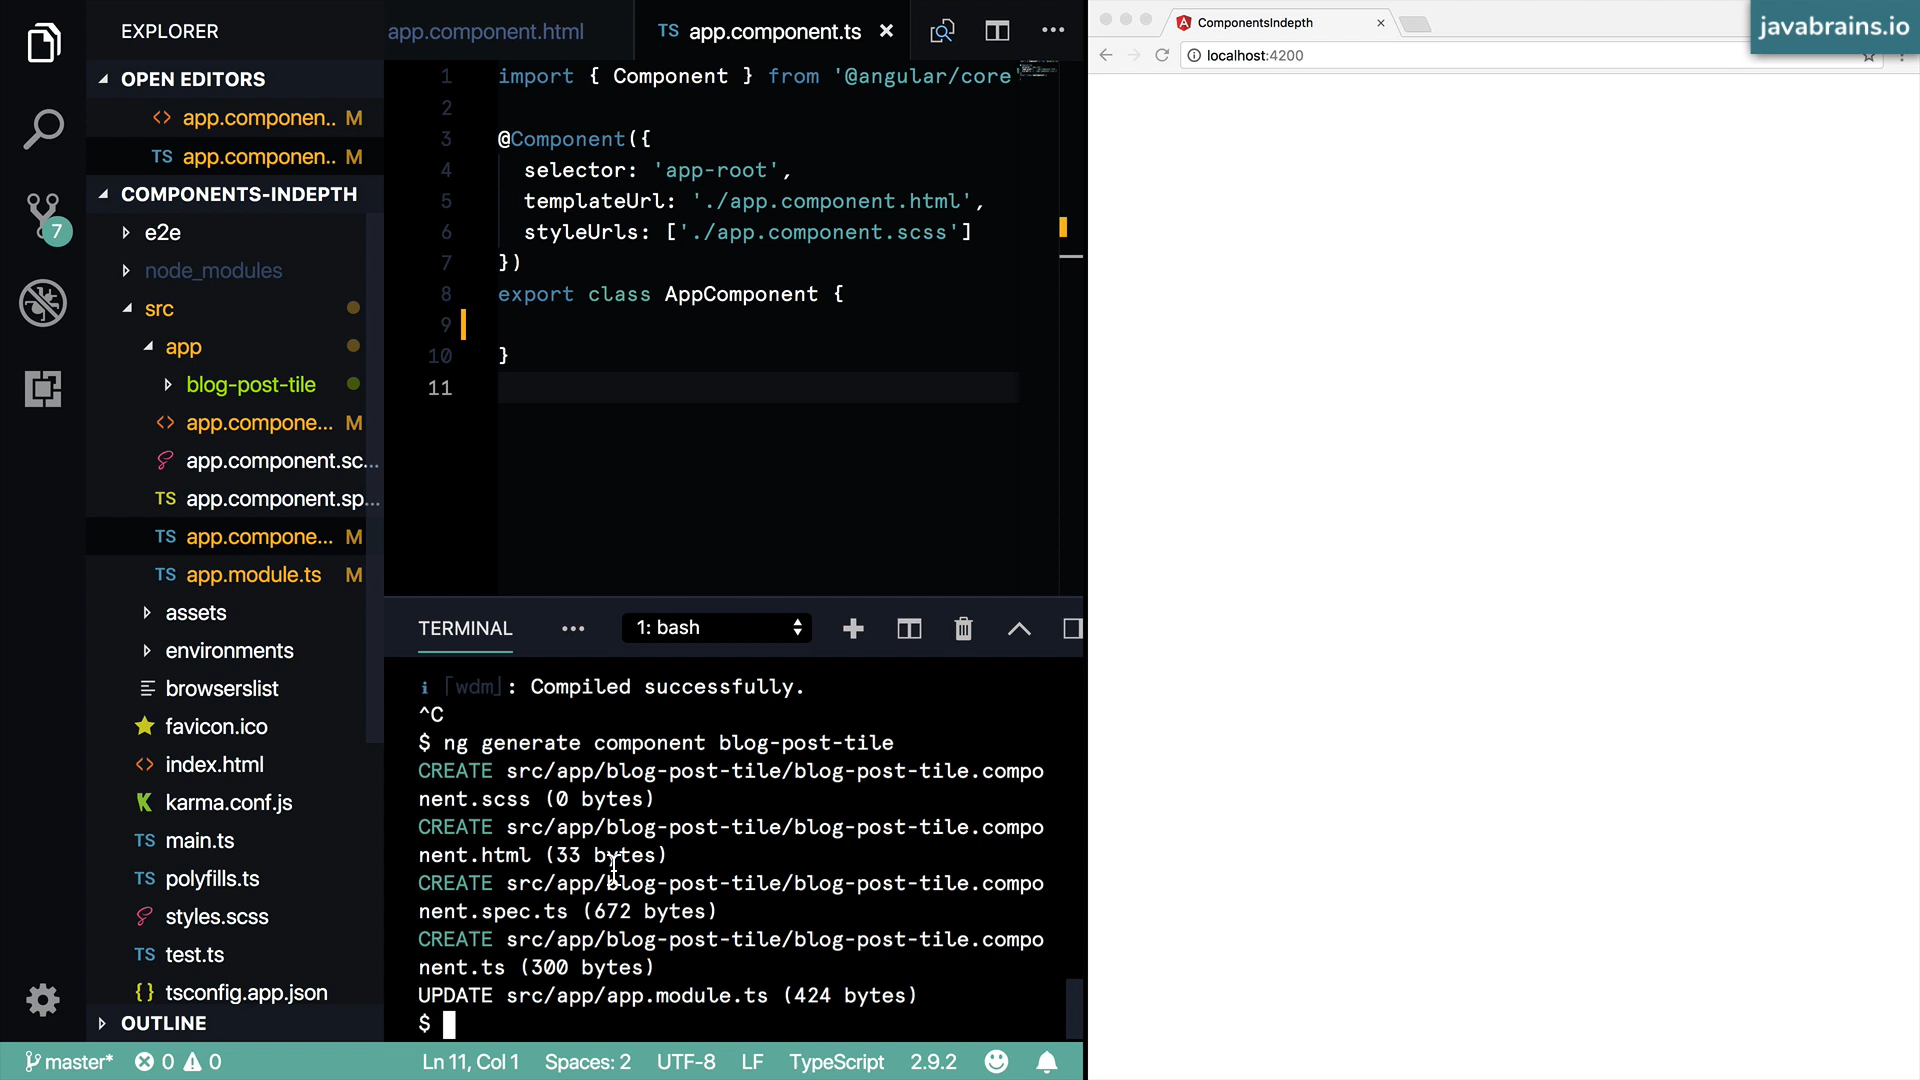 EXPLORER
OPEN EDITORS
<> app.componen.. M
TS app.componen.. M
COMPONENTS-INDEPTH
e2e
node_modules
src
app
blog-post-tile
<> app.compone... M
app.component.sc...
TS app.component.sp...
TS app.compone... M
TS app.module.ts M
assets
environments
browserslist
favicon.ico
<> index.html
karma.conf.js
TS main.ts
TS polyfills.ts
styles.scss
TS test.ts
{} tsconfig.app.json
OUTLINE
7
app.component.html
TS app.component.ts
1 import { Component } from '@angular/core
2
3 @Component({
4 selector: 'app-root',
5 templateUrl: './app.component.html',
6 styleUrls: ['./app.component.scss']
7 })
8 export class AppComponent {
9
10 }
11
TERMINAL ... 1: bash
i ｢wdm｣: Compiled successfully.
^C
$ ng generate component blog-post-tile
CREATE src/app/blog-post-tile/blog-post-tile.compo
nent.scss (0 bytes)
CREATE src/app/blog-post-tile/blog-post-tile.compo
nent.html (33 bytes)
CREATE src/app/blog-post-tile/blog-post-tile.compo
nent.spec.ts (672 bytes)
CREATE src/app/blog-post-tile/blog-post-tile.compo
nent.ts (300 bytes)
UPDATE src/app/app.module.ts (424 bytes)
$
master* 0 0 Ln 11, Col 1 Spaces: 2 UTF-8 LF TypeScript 2.9.2
ComponentsIndepth
localhost:4200
javabrains.io